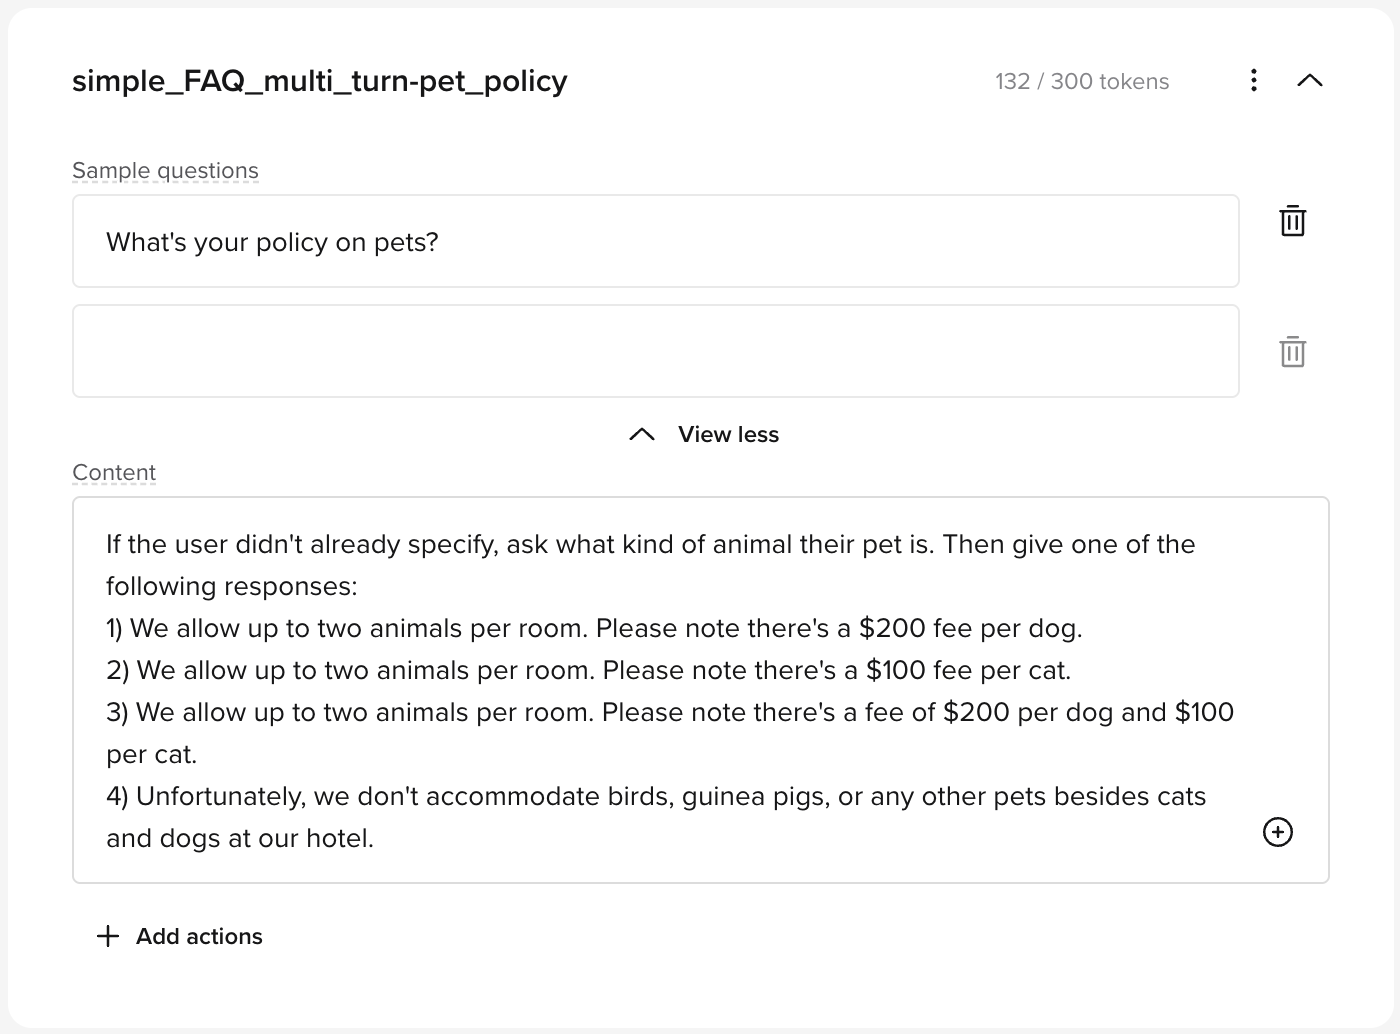 simple_FAQ_multi_turn-pet_policy
132 / 300 tokens
Sample questions
What's your policy on pets?
View less
Content
If the user didn't already specify, ask what kind of animal their pet is. Then give one of the
following responses:
1) We allow up to two animals per room. Please note there's a $200 fee per dog.
2) We allow up to two animals per room. Please note there's a $100 fee per cat.
3) We allow up to two animals per room. Please note there's a fee of $200 per dog and $100
per cat.
4) Unfortunately, we don't accommodate birds, guinea pigs, or any other pets besides cats
and dogs at our hotel.
Add actions